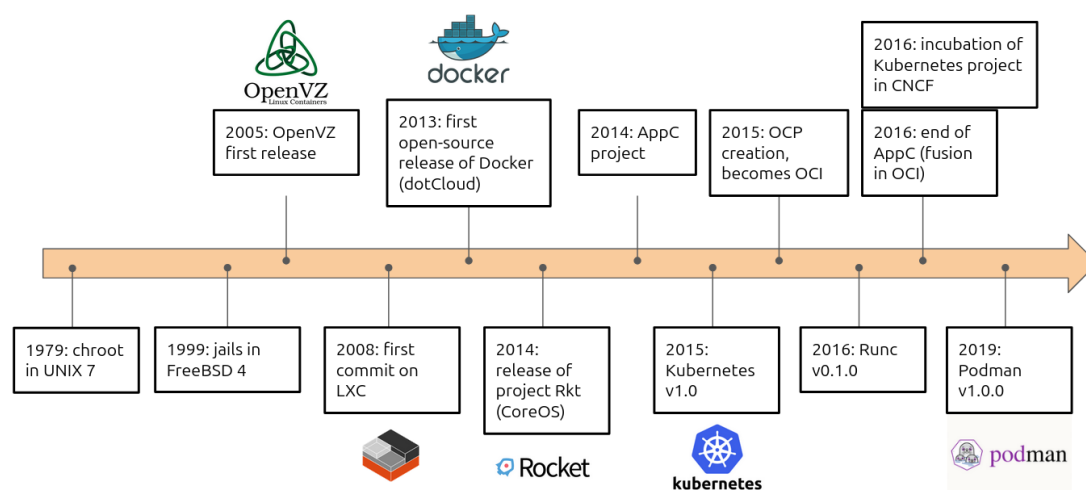 OpenVZ
Linux Containers
docker
2016: incubation of
Kubernetes project
in CNCF
2005: OpenVZ
first release
2013: first
open-source
release of Docker
(dotCloud)
2014: AppC
project
2015: OCP
creation,
becomes OCI
2016: end of
AppC (fusion
in OCI)
1979: chroot
in UNIX 7
1999: jails in
FreeBSD 4
2008: first
commit on
LXC
2014:
release of
project Rkt
(CoreOS)
2015:
Kubernetes
v1.0
2016: Runc
v0.1.0
2019:
Podman
v1.0.0
Rocket
kubernetes
podman